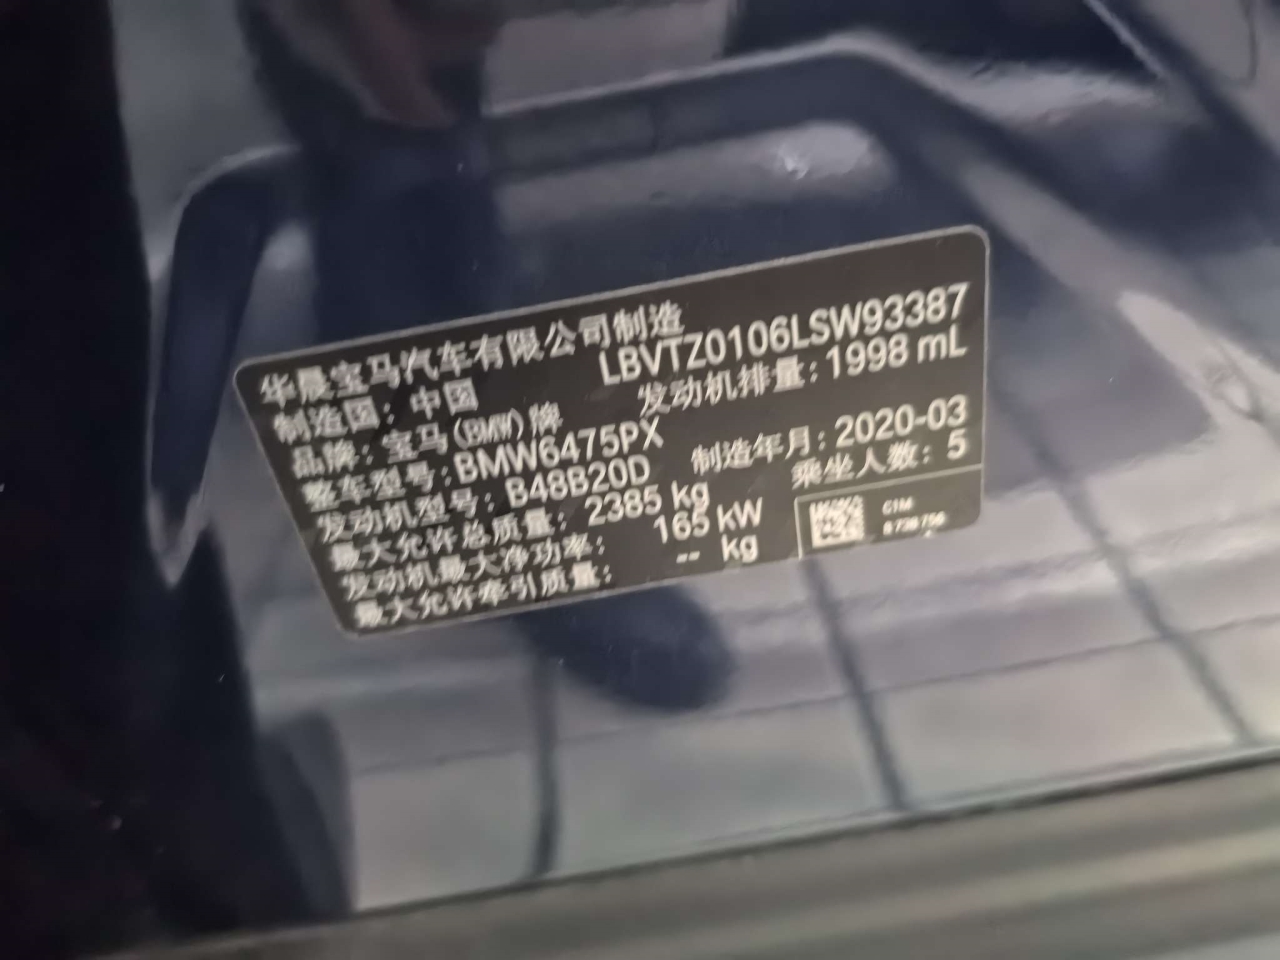 华晨宝马汽车有限公司制造
LBVTZ0106LSW93387
制造国：中国
发动机排量：1998 mL
品牌：宝马(BMW)牌
整车型号：BMW6475PX
制造年月：2020-03
发动机型号：B48B20D
乘坐人数：5
最大允许总质量：2385 kg
发动机最大净功率：165 kW
最大允许牵引质量：-- kg